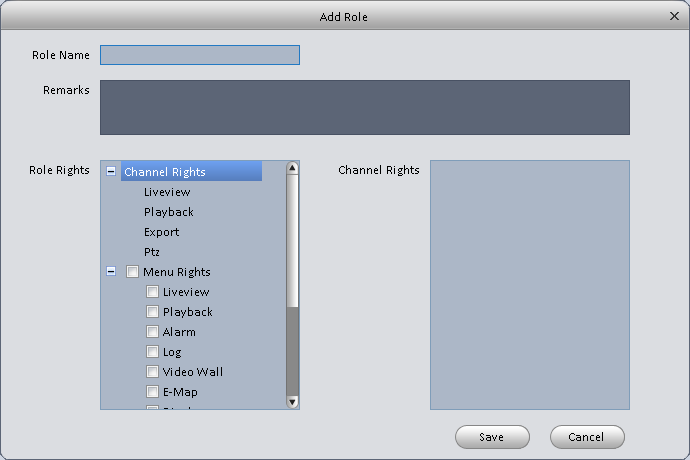 Add Role
Role Name
Remarks
Role Rights
Channel Rights
Liveview
Playback
Export
Ptz
Menu Rights
Liveview
Playback
Alarm
Log
Video Wall
E-Map
Channel Rights
Save
Cancel